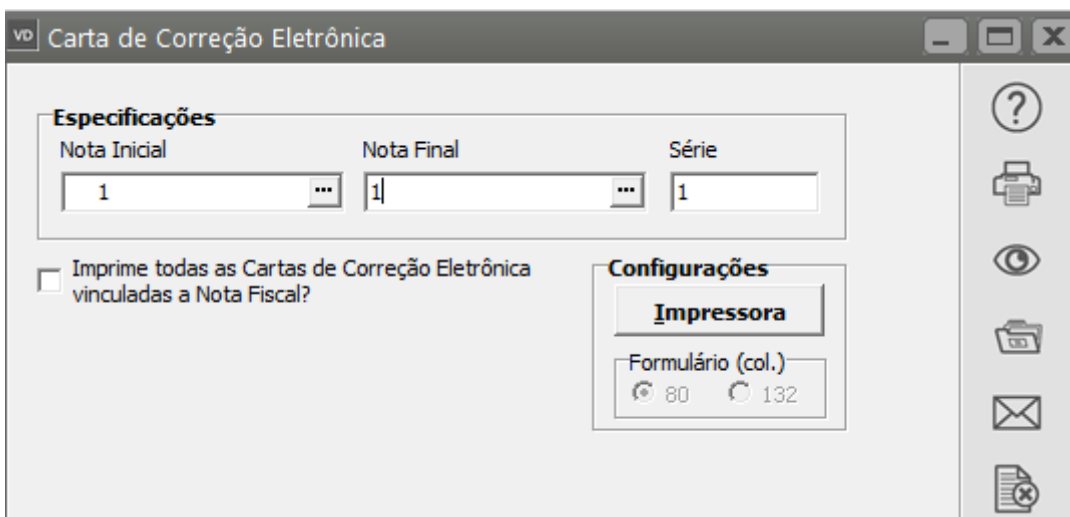 VD Carta de Correção Eletrônica
Especificações
Nota Inicial Nota Final Série
1 ... 1 ... 1
Imprime todas as Cartas de Correção Eletrônica
vinculadas a Nota Fiscal?
Configurações
Impressora
Formulário (col.)
80 132